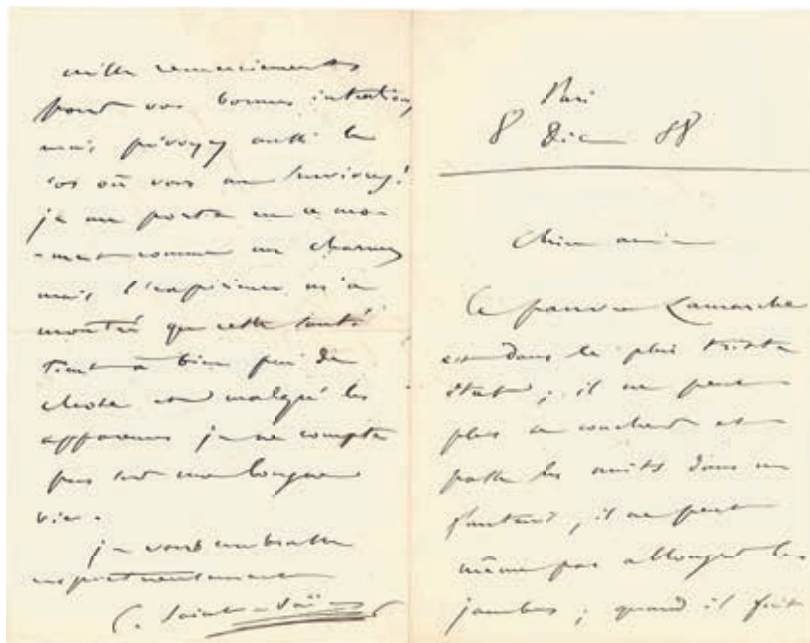 mille remerciements
pour vos bonnes intentions
mais prévoyez aussi le
cas où vous me survivrez!
je me porte en ce mo-
-ment comme un charme
mais l'expérience m'a
montré que cette santé
tient à bien peu de
chose et malgré les
apparences je ne compte
pas sur une longue
vie.
je vous embrasse
respectueusement
C. Saint-Saëns
Paris
8 Déc 88
Chère amie
Ce pauvre Lamarche
est dans le plus triste
état; il ne peut
plus se coucher et
passe les nuits dans un
fauteuil, il ne peut
même pas allonger les
jambes; quand il fait